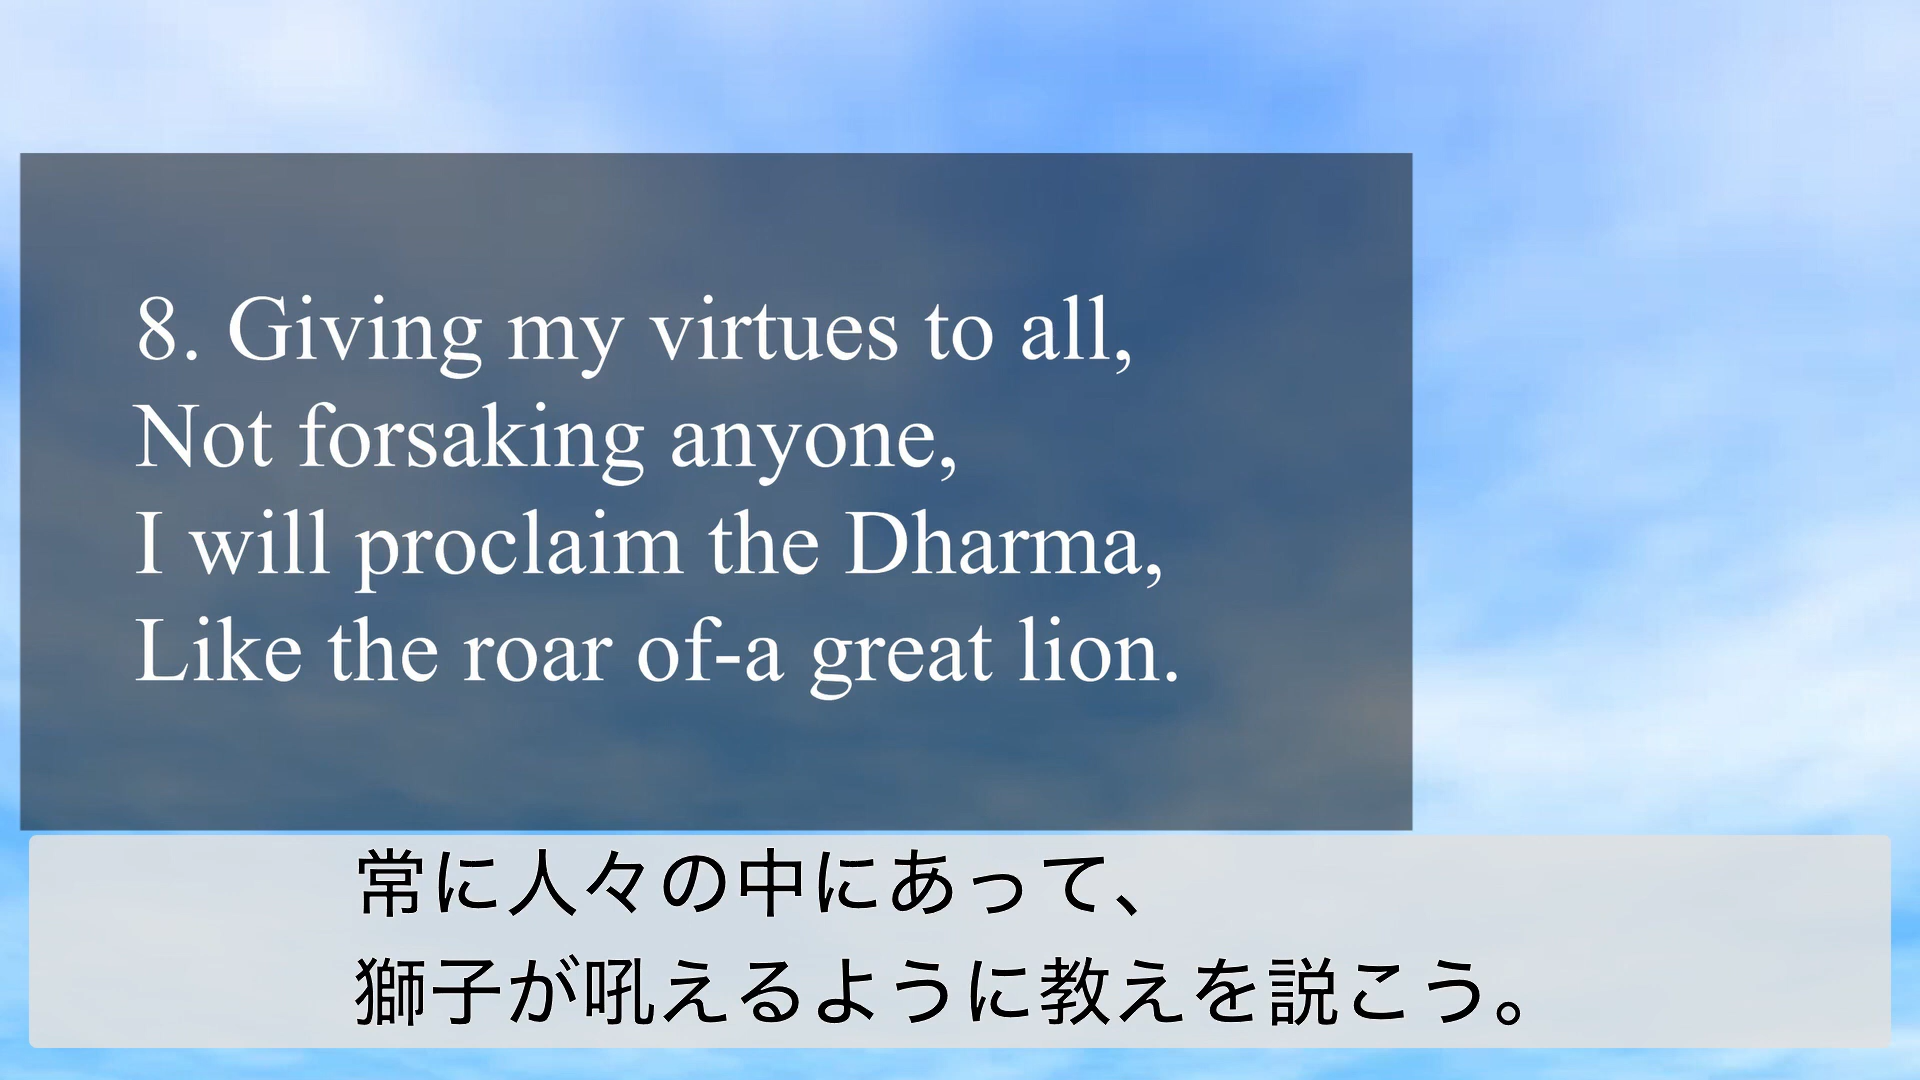 8. Giving my virtues to all,
Not forsaking anyone,
I will proclaim the Dharma,
Like the roar of-a great lion.
常に人々の中にあって、
獅子が吼えるように教えを説こう。